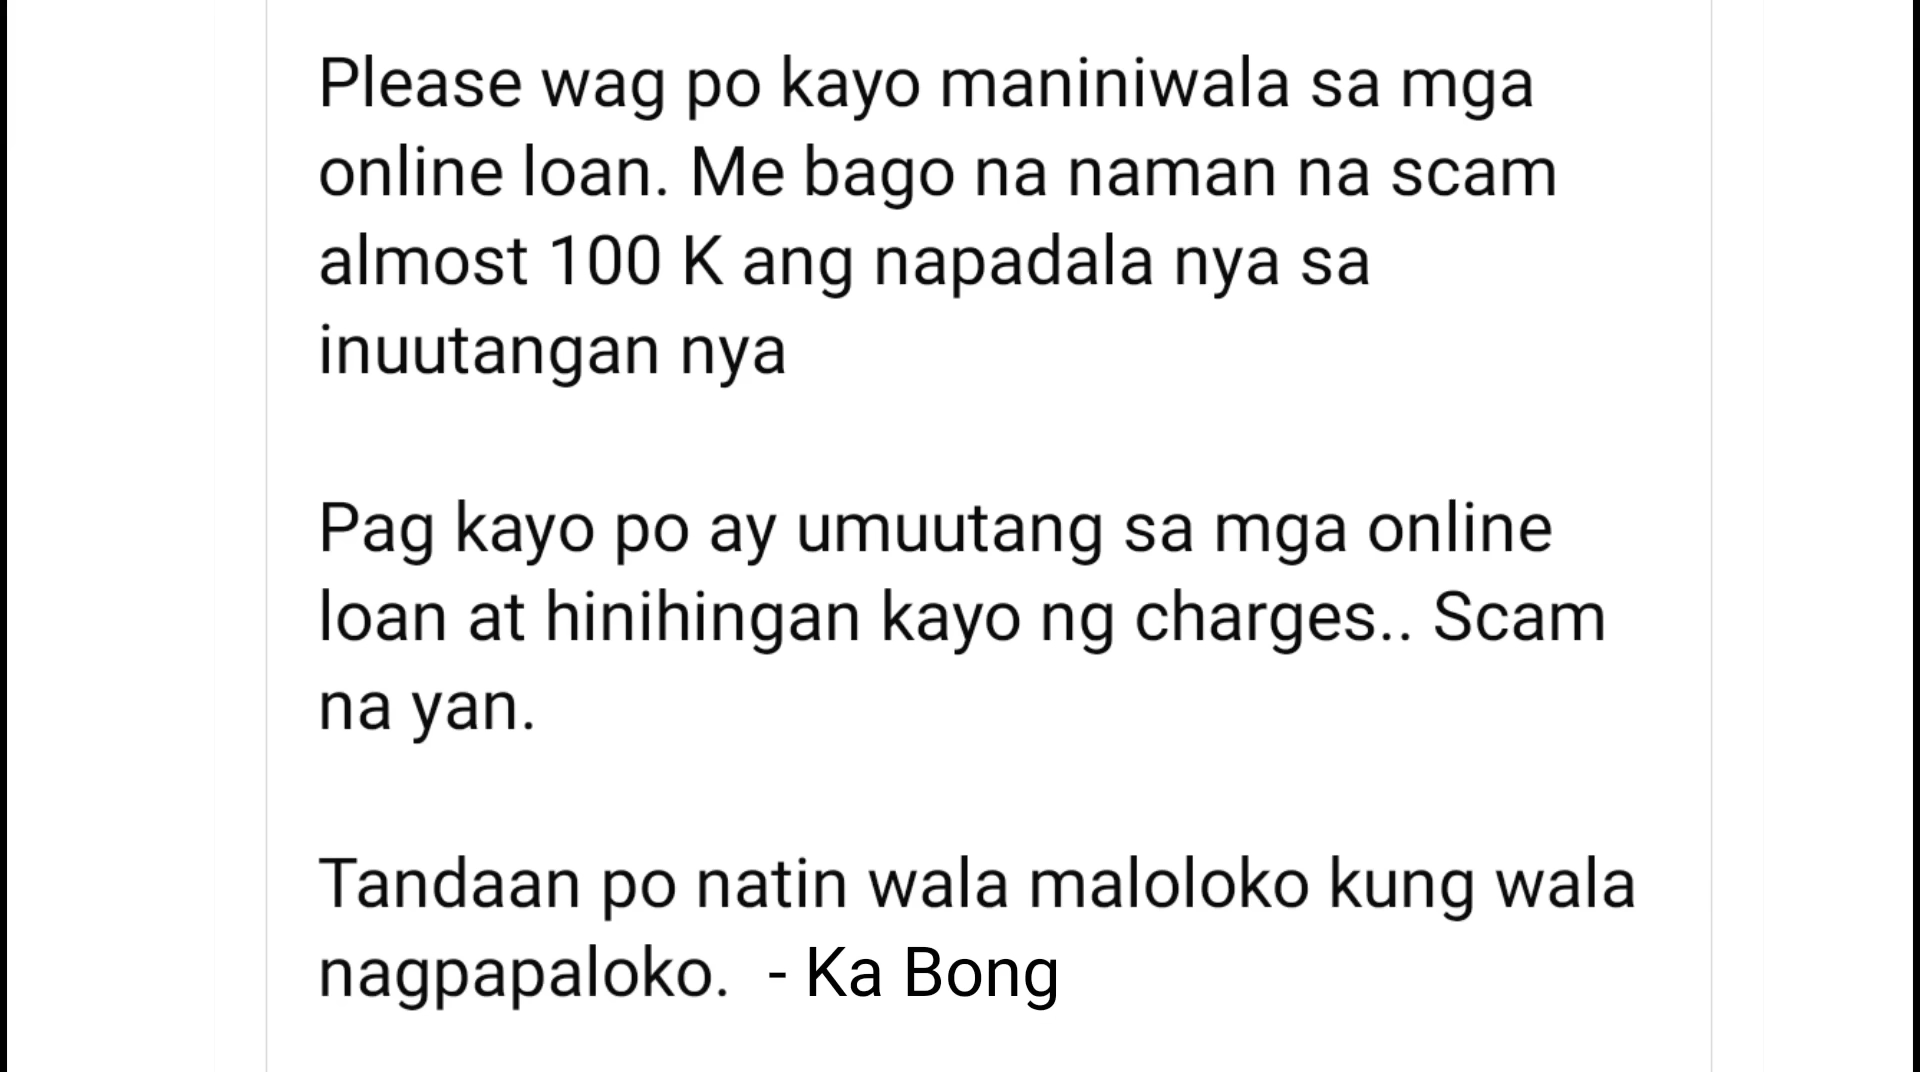 Please wag po kayo maniniwala sa mga
online loan. Me bago na naman na scam
almost 100 K ang napadala nya sa
inuutangan nya
Pag kayo po ay umuutang sa mga online
loan at hinihingan kayo ng charges.. Scam
na yan.
Tandaan po natin wala maloloko kung wala
nagpapaloko.  - Ka Bong